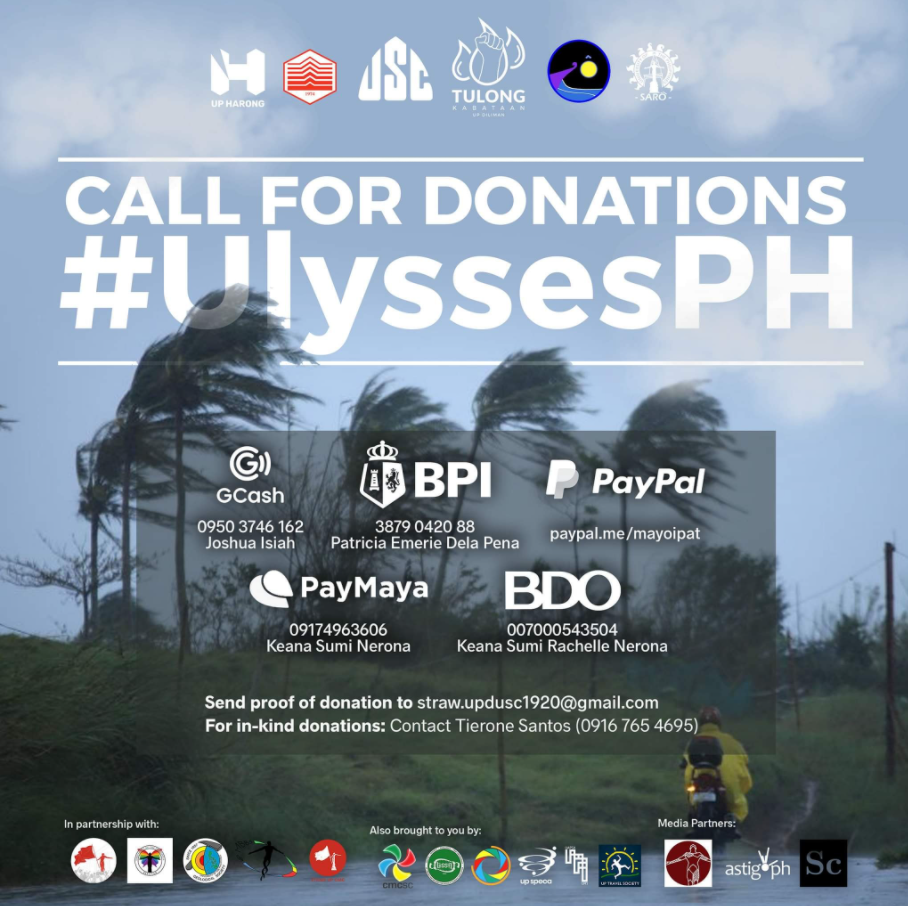 UP HARONG
1956
USC
TULONG
KABATAAN
UP DILIMAN
- SARO -
CALL FOR DONATIONS
#UlyssesPH
GCash
0950 3746 162
Joshua Isiah
BPI
3879 0420 88
Patricia Emerie Dela Pena
PayPal
paypal.me/mayoipat
PayMaya
09174963606
Keana Sumi Nerona
BDO
007000543504
Keana Sumi Rachelle Nerona
Send proof of donation to straw.updusc1920@gmail.com
For in-kind donations: Contact Tierone Santos (0916 765 4695)
In partnership with:
Also brought to you by:
Media Partners:
up speca
UP TRAVEL SOCIETY
astig ph
Sc